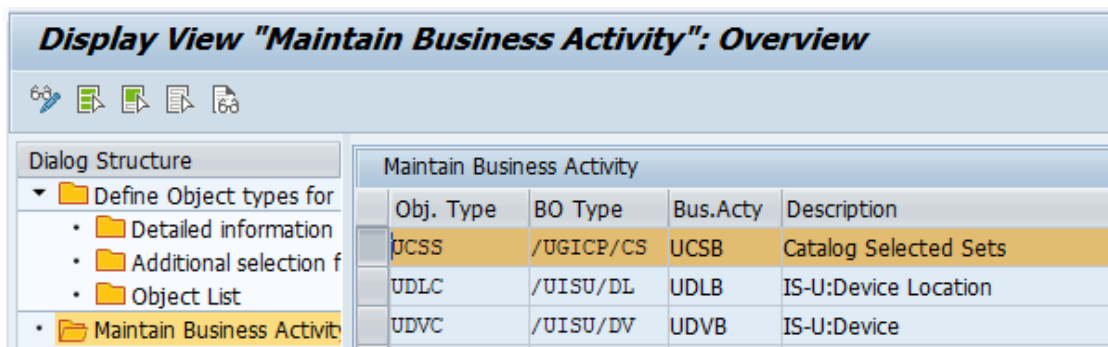 Display View "Maintain Business Activity": Overview
Dialog Structure
Define Object types for
Detailed information
Additional selection f
Object List
Maintain Business Activity
Maintain Business Activity
Obj. Type BO Type Bus.Acty Description
UCSS /UGICP/CS UCSB Catalog Selected Sets
UDLC /UISU/DL UDLB IS-U:Device Location
UDVC /UISU/DV UDVB IS-U:Device